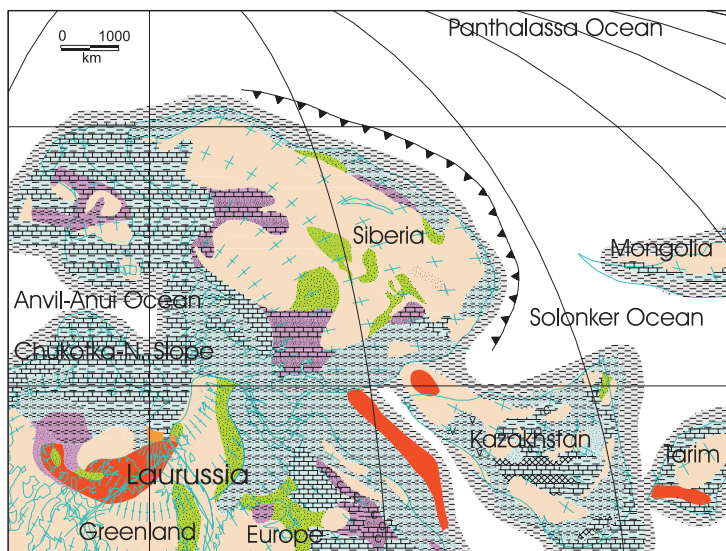 Panthalassa Ocean
0 1000
km
Siberia
Mongolia
Anvil-Anui Ocean
Solonker Ocean
Chukotka-N. Slope
Kazakhstan
Tarim
Laurussia
Greenland
Europe